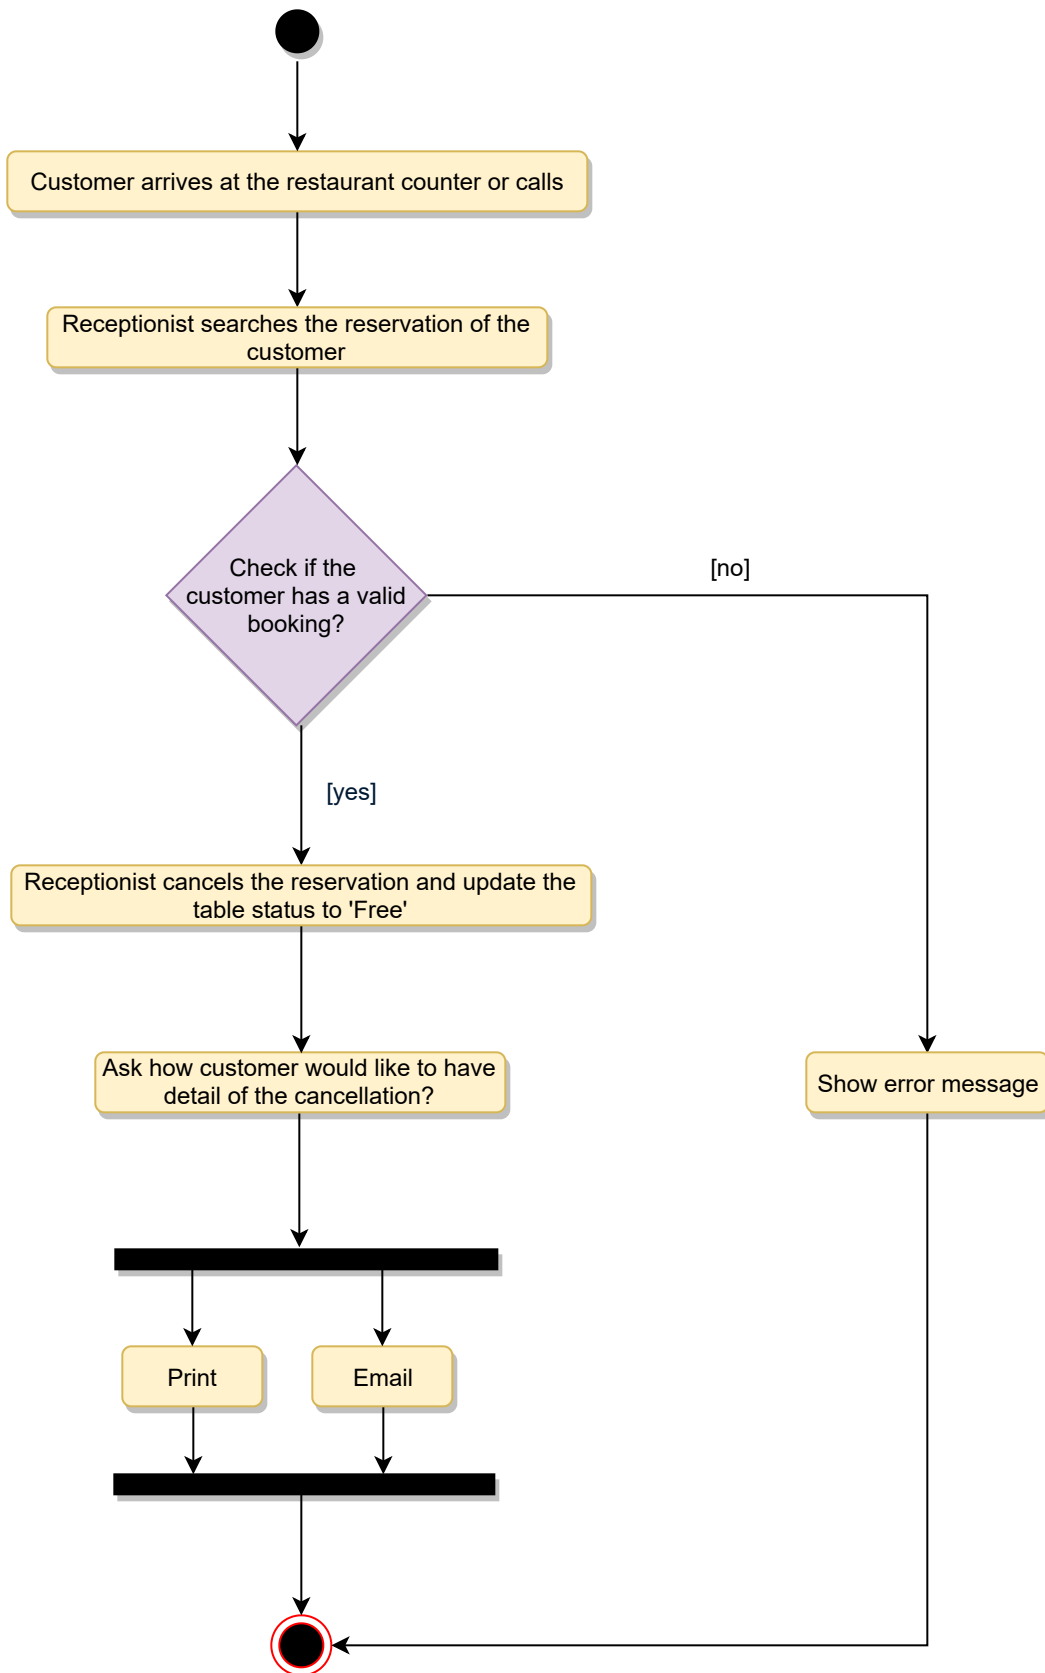 Customer arrives at the restaurant counter or calls
Receptionist searches the reservation of the
customer
Check if the
customer has a valid
booking?
[no]
[yes]
Receptionist cancels the reservation and update the
table status to 'Free'
Ask how customer would like to have
detail of the cancellation?
Show error message
Print
Email